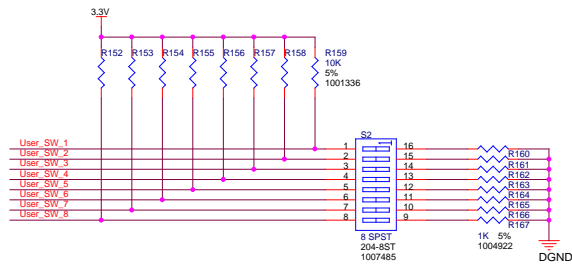 3.3V
R152 R153 R154 R155 R156 R157 R158 R159
10K
5%
1001336
S2
User_SW_1 1 16
R160
User_SW_2 2 15
R161
User_SW_3 3 14
R162
User_SW_4 4 13
R163
User_SW_5 5 12
R164
User_SW_6 6 11
R165
User_SW_7 7 10
R166
User_SW_8 8 9
R167
8 SPST
204-8ST
1007485
1K 5%
1004922
DGND